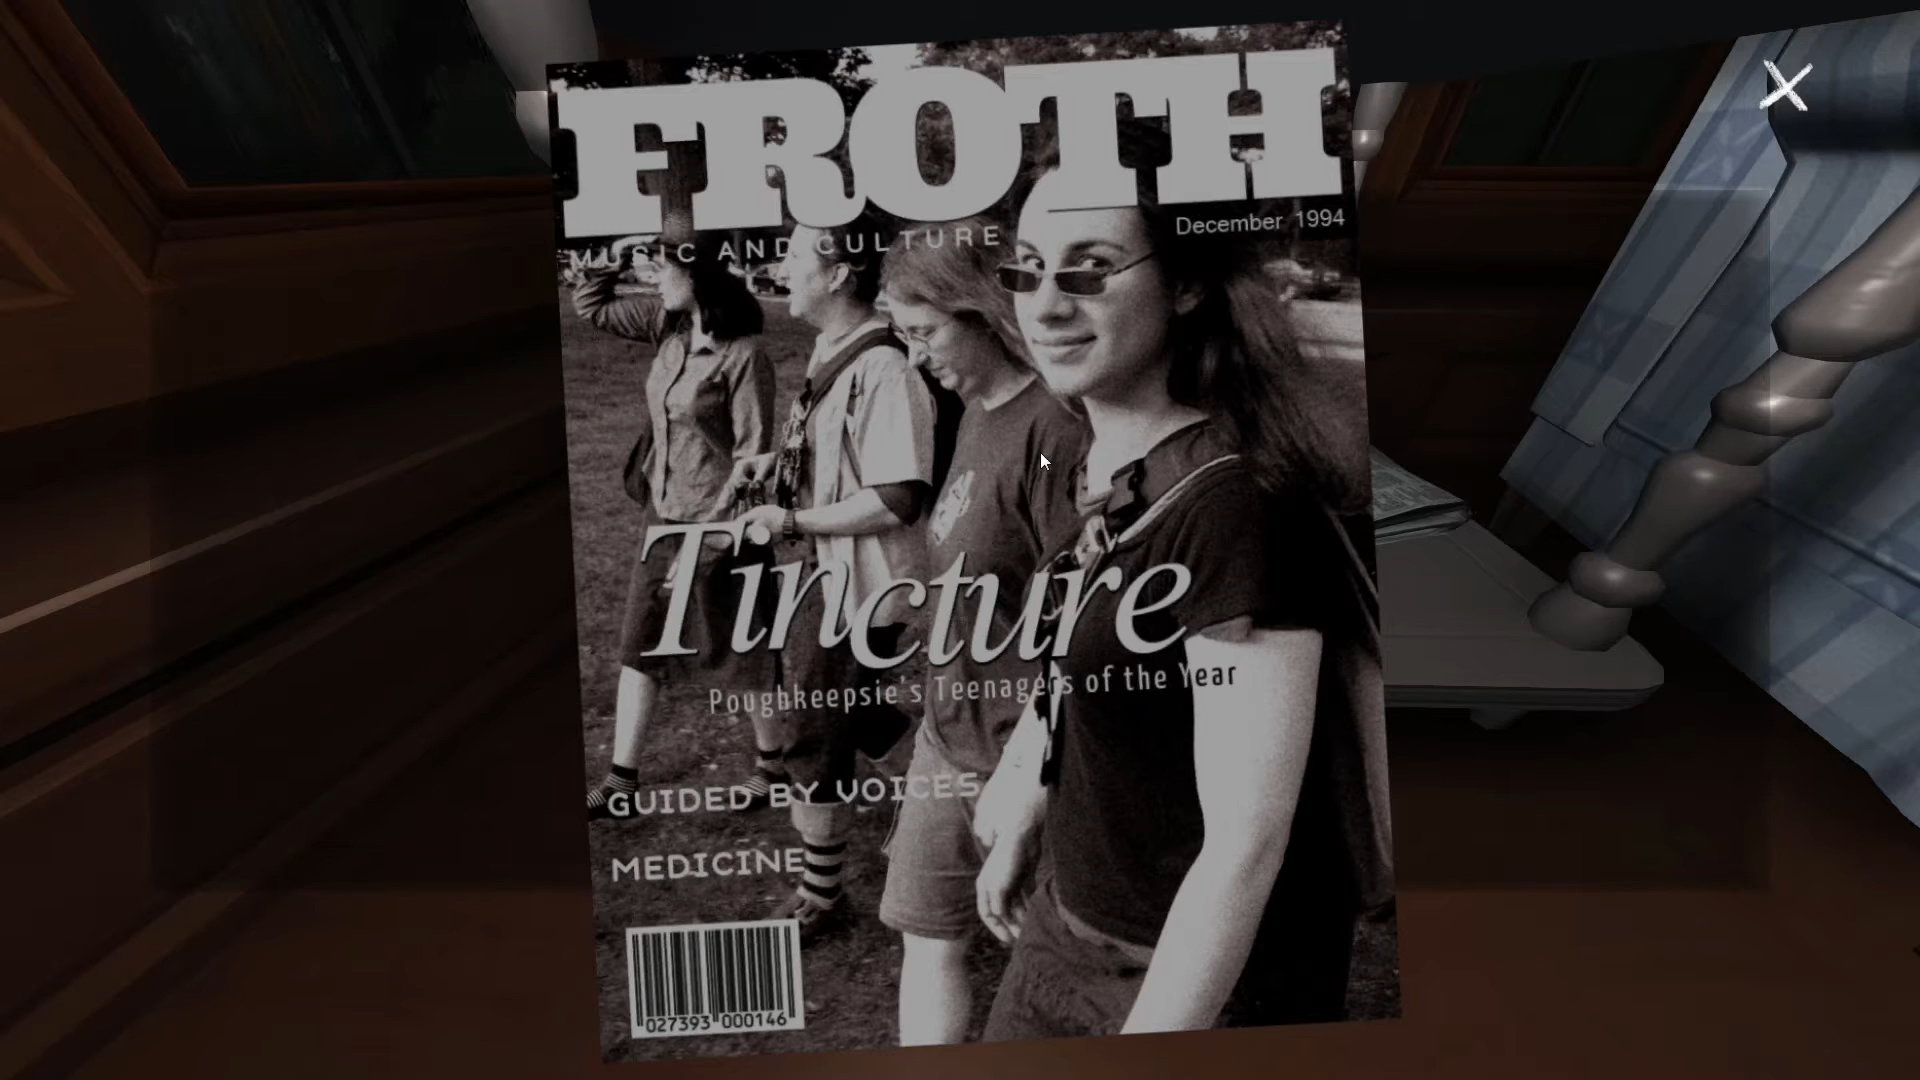 FROTH
MUSIC AND CULTURE
December 1994
Tincture
Poughkeepsie's Teenagers of the Year
GUIDED BY VOICES
MEDICINE
027393 000146